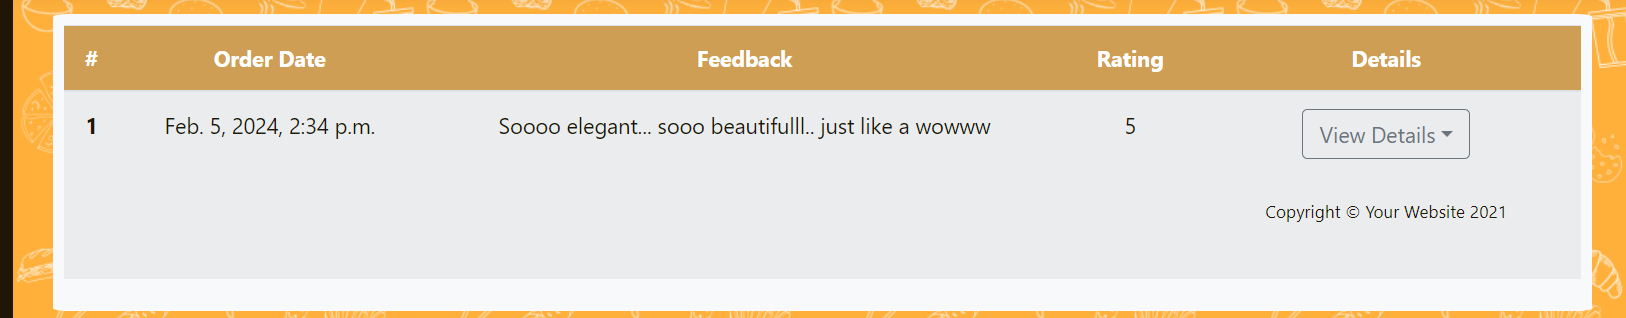 # Order Date Feedback Rating Details
1 Feb. 5, 2024, 2:34 p.m. Soooo elegant... sooo beautifulll.. just like a wowww 5 View Details
Copyright © Your Website 2021